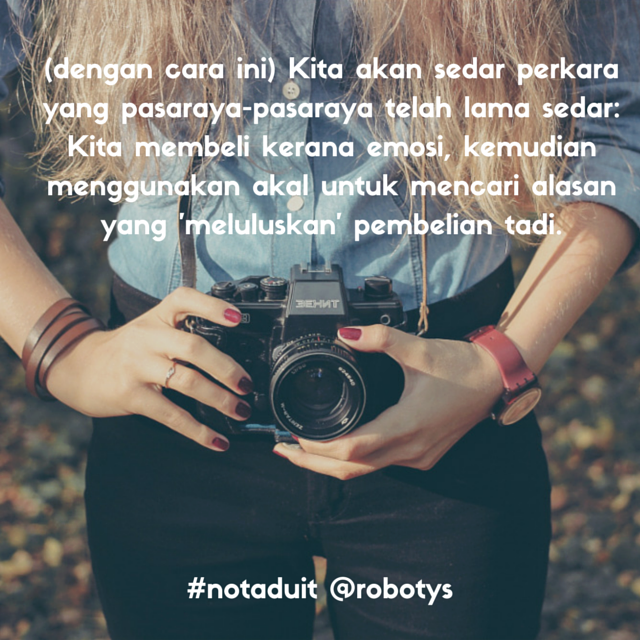 (dengan cara ini) Kita akan sedar perkara
yang pasaraya-pasaraya telah lama sedar:
Kita membeli kerana emosi, kemudian
menggunakan akal untuk mencari alasan
yang 'meluluskan' pembelian tadi.
ЗЕНИТ
#notaduit @robotys